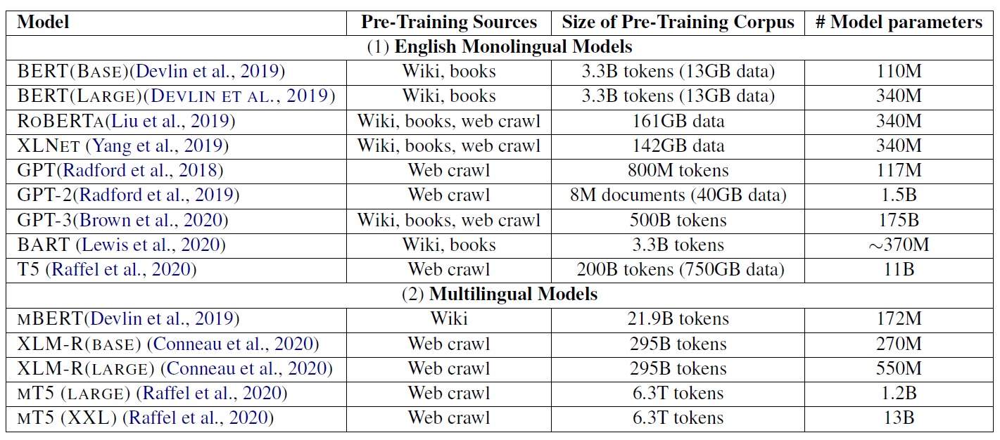 Model Pre-Training Sources Size of Pre-Training Corpus # Model parameters
(1) English Monolingual Models
BERT(BASE)(Devlin et al., 2019) Wiki, books 3.3B tokens (13GB data) 110M
BERT(LARGE)(DEVLIN ET AL., 2019) Wiki, books 3.3B tokens (13GB data) 340M
ROBERTA(Liu et al., 2019) Wiki, books, web crawl 161GB data 340M
XLNET (Yang et al., 2019) Wiki, books, web crawl 142GB data 340M
GPT(Radford et al., 2018) Web crawl 800M tokens 117M
GPT-2(Radford et al., 2019) Web crawl 8M documents (40GB data) 1.5B
GPT-3(Brown et al., 2020) Wiki, books, web crawl 500B tokens 175B
BART (Lewis et al., 2020) Wiki, books 3.3B tokens ~370M
T5 (Raffel et al., 2020) Web crawl 200B tokens (750GB data) 11B
(2) Multilingual Models
MBERT(Devlin et al., 2019) Wiki 21.9B tokens 172M
XLM-R(BASE) (Conneau et al., 2020) Web crawl 295B tokens 270M
XLM-R(LARGE) (Conneau et al., 2020) Web crawl 295B tokens 550M
MT5 (LARGE) (Raffel et al., 2020) Web crawl 6.3T tokens 1.2B
MT5 (XXL) (Raffel et al., 2020) Web crawl 6.3T tokens 13B